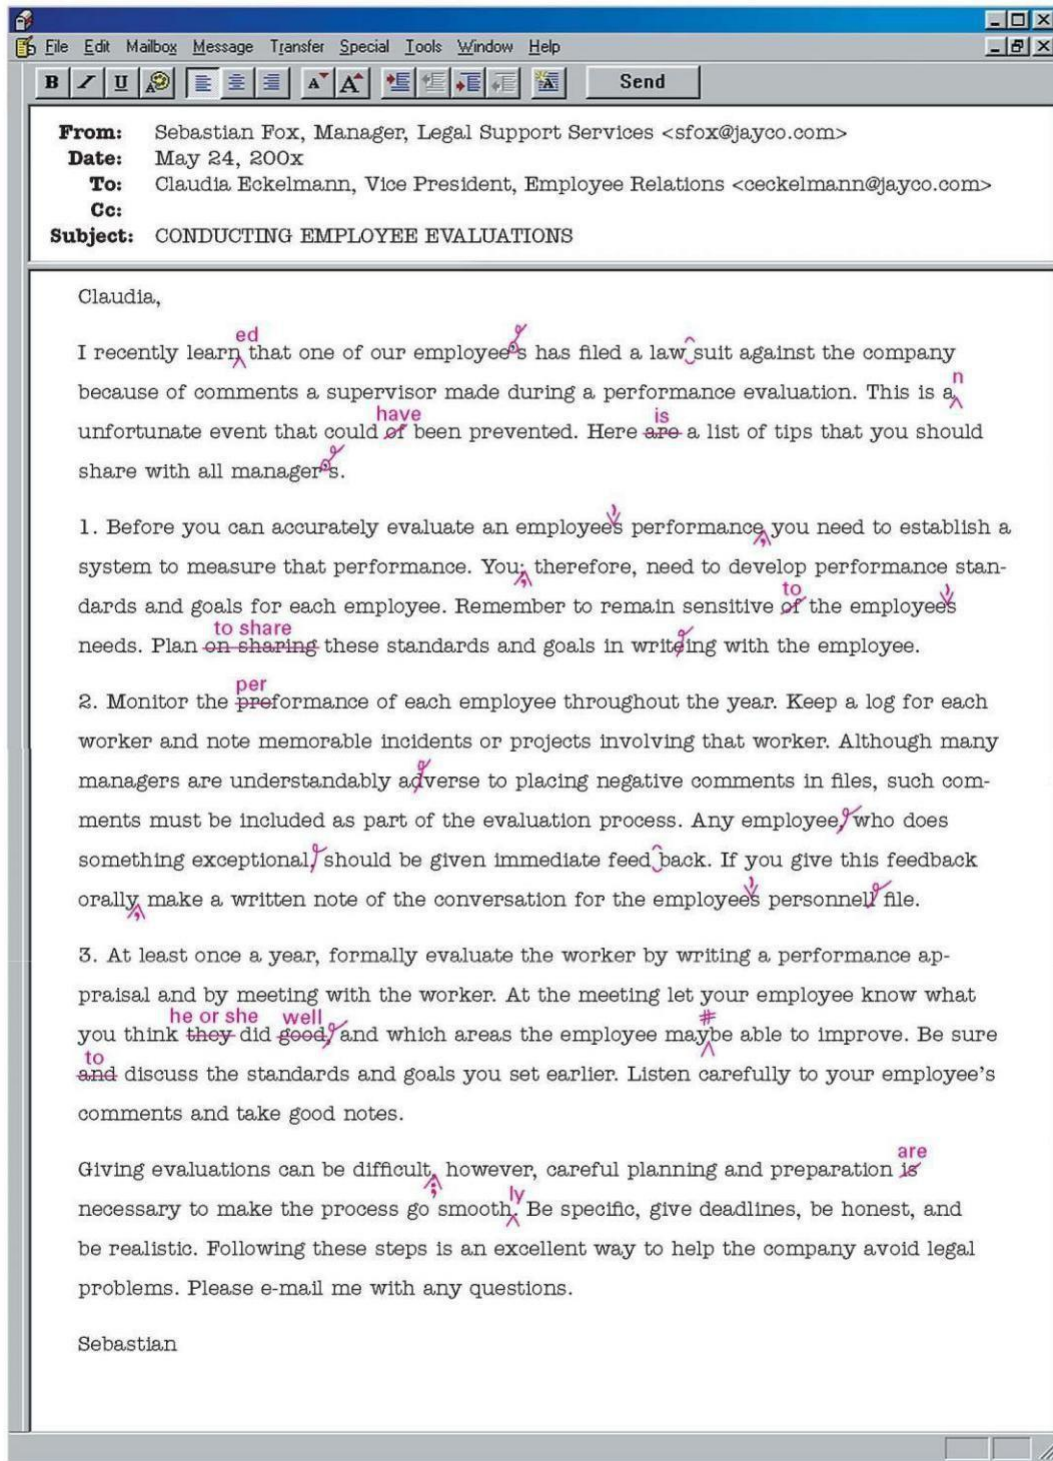 File Edit Mailbox Message Transfer Special Tools Window Help
B I U A A Send
From: Sebastian Fox, Manager, Legal Support Services <sfox@jayco.com>
Date: May 24, 200x
To: Claudia Eckelmann, Vice President, Employee Relations <ceckelmann@jayco.com>
Cc:
Subject: CONDUCTING EMPLOYEE EVALUATIONS
Claudia,
ed
I recently learn that one of our employee's has filed a law suit against the company
n
because of comments a supervisor made during a performance evaluation. This is a
have is
unfortunate event that could of been prevented. Here are a list of tips that you should
share with all manager's.
1. Before you can accurately evaluate an employees performance, you need to establish a
system to measure that performance. You; therefore, need to develop performance stan-
to
dards and goals for each employee. Remember to remain sensitive of the employees
to share
needs. Plan on sharing these standards and goals in writeing with the employee.
per
2. Monitor the preformance of each employee throughout the year. Keep a log for each
worker and note memorable incidents or projects involving that worker. Although many
managers are understandably adverse to placing negative comments in files, such com-
ments must be included as part of the evaluation process. Any employee, who does
something exceptional, should be given immediate feed back. If you give this feedback
orally, make a written note of the conversation for the employees personnell file.
3. At least once a year, formally evaluate the worker by writing a performance ap-
praisal and by meeting with the worker. At the meeting let your employee know what
he or she well #
you think they did good, and which areas the employee maybe able to improve. Be sure
to
and discuss the standards and goals you set earlier. Listen carefully to your employee's
comments and take good notes.
are
Giving evaluations can be difficult, however, careful planning and preparation is
; ly
necessary to make the process go smooth. Be specific, give deadlines, be honest, and
be realistic. Following these steps is an excellent way to help the company avoid legal
problems. Please e-mail me with any questions.
Sebastian